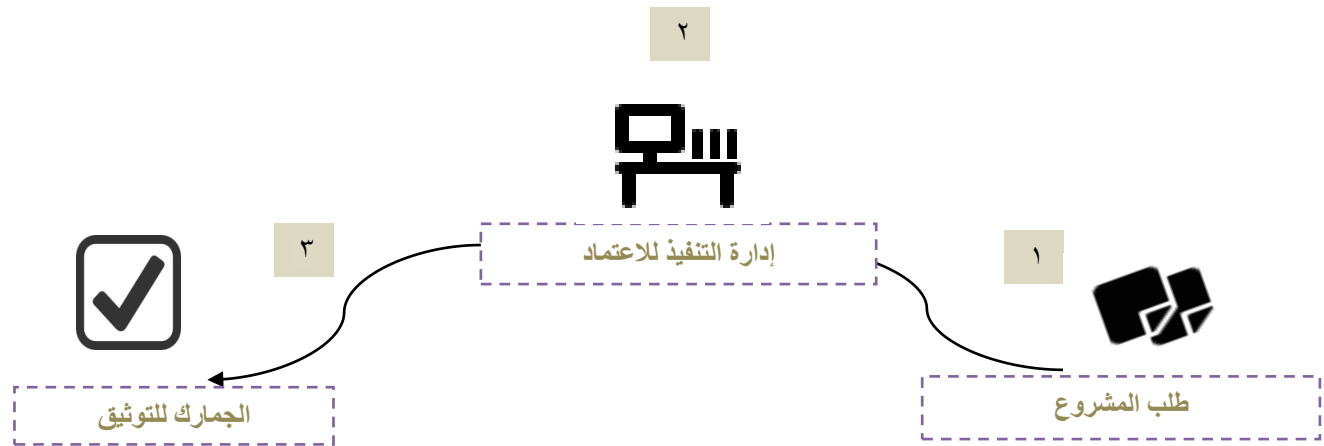 ١
طلب المشروع
٢
إدارة التنفيذ للاعتماد
٣
الجمارك للتوثيق